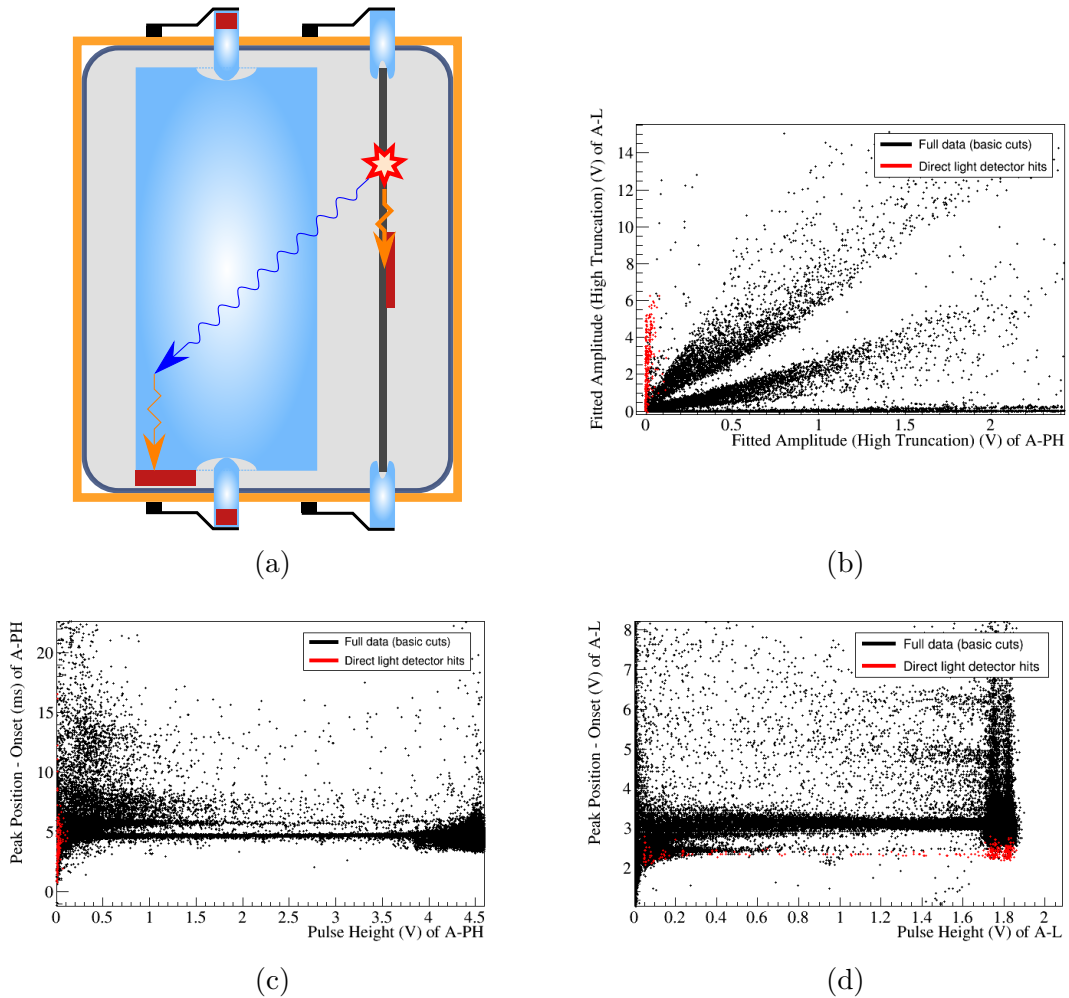 (a)
Fitted Amplitude (High Truncation) (V) of A-L
14
12
10
8
6
4
2
0
Full data (basic cuts)
Direct light detector hits
0 0.5 1 1.5 2
Fitted Amplitude (High Truncation) (V) of A-PH
(b)
Peak Position - Onset (ms) of A-PH
20
15
10
5
0
Full data (basic cuts)
Direct light detector hits
0 0.5 1 1.5 2 2.5 3 3.5 4 4.5
Pulse Height (V) of A-PH
(c)
Peak Position - Onset (V) of A-L
8
7
6
5
4
3
2
Full data (basic cuts)
Direct light detector hits
0 0.2 0.4 0.6 0.8 1 1.2 1.4 1.6 1.8 2
Pulse Height (V) of A-L
(d)